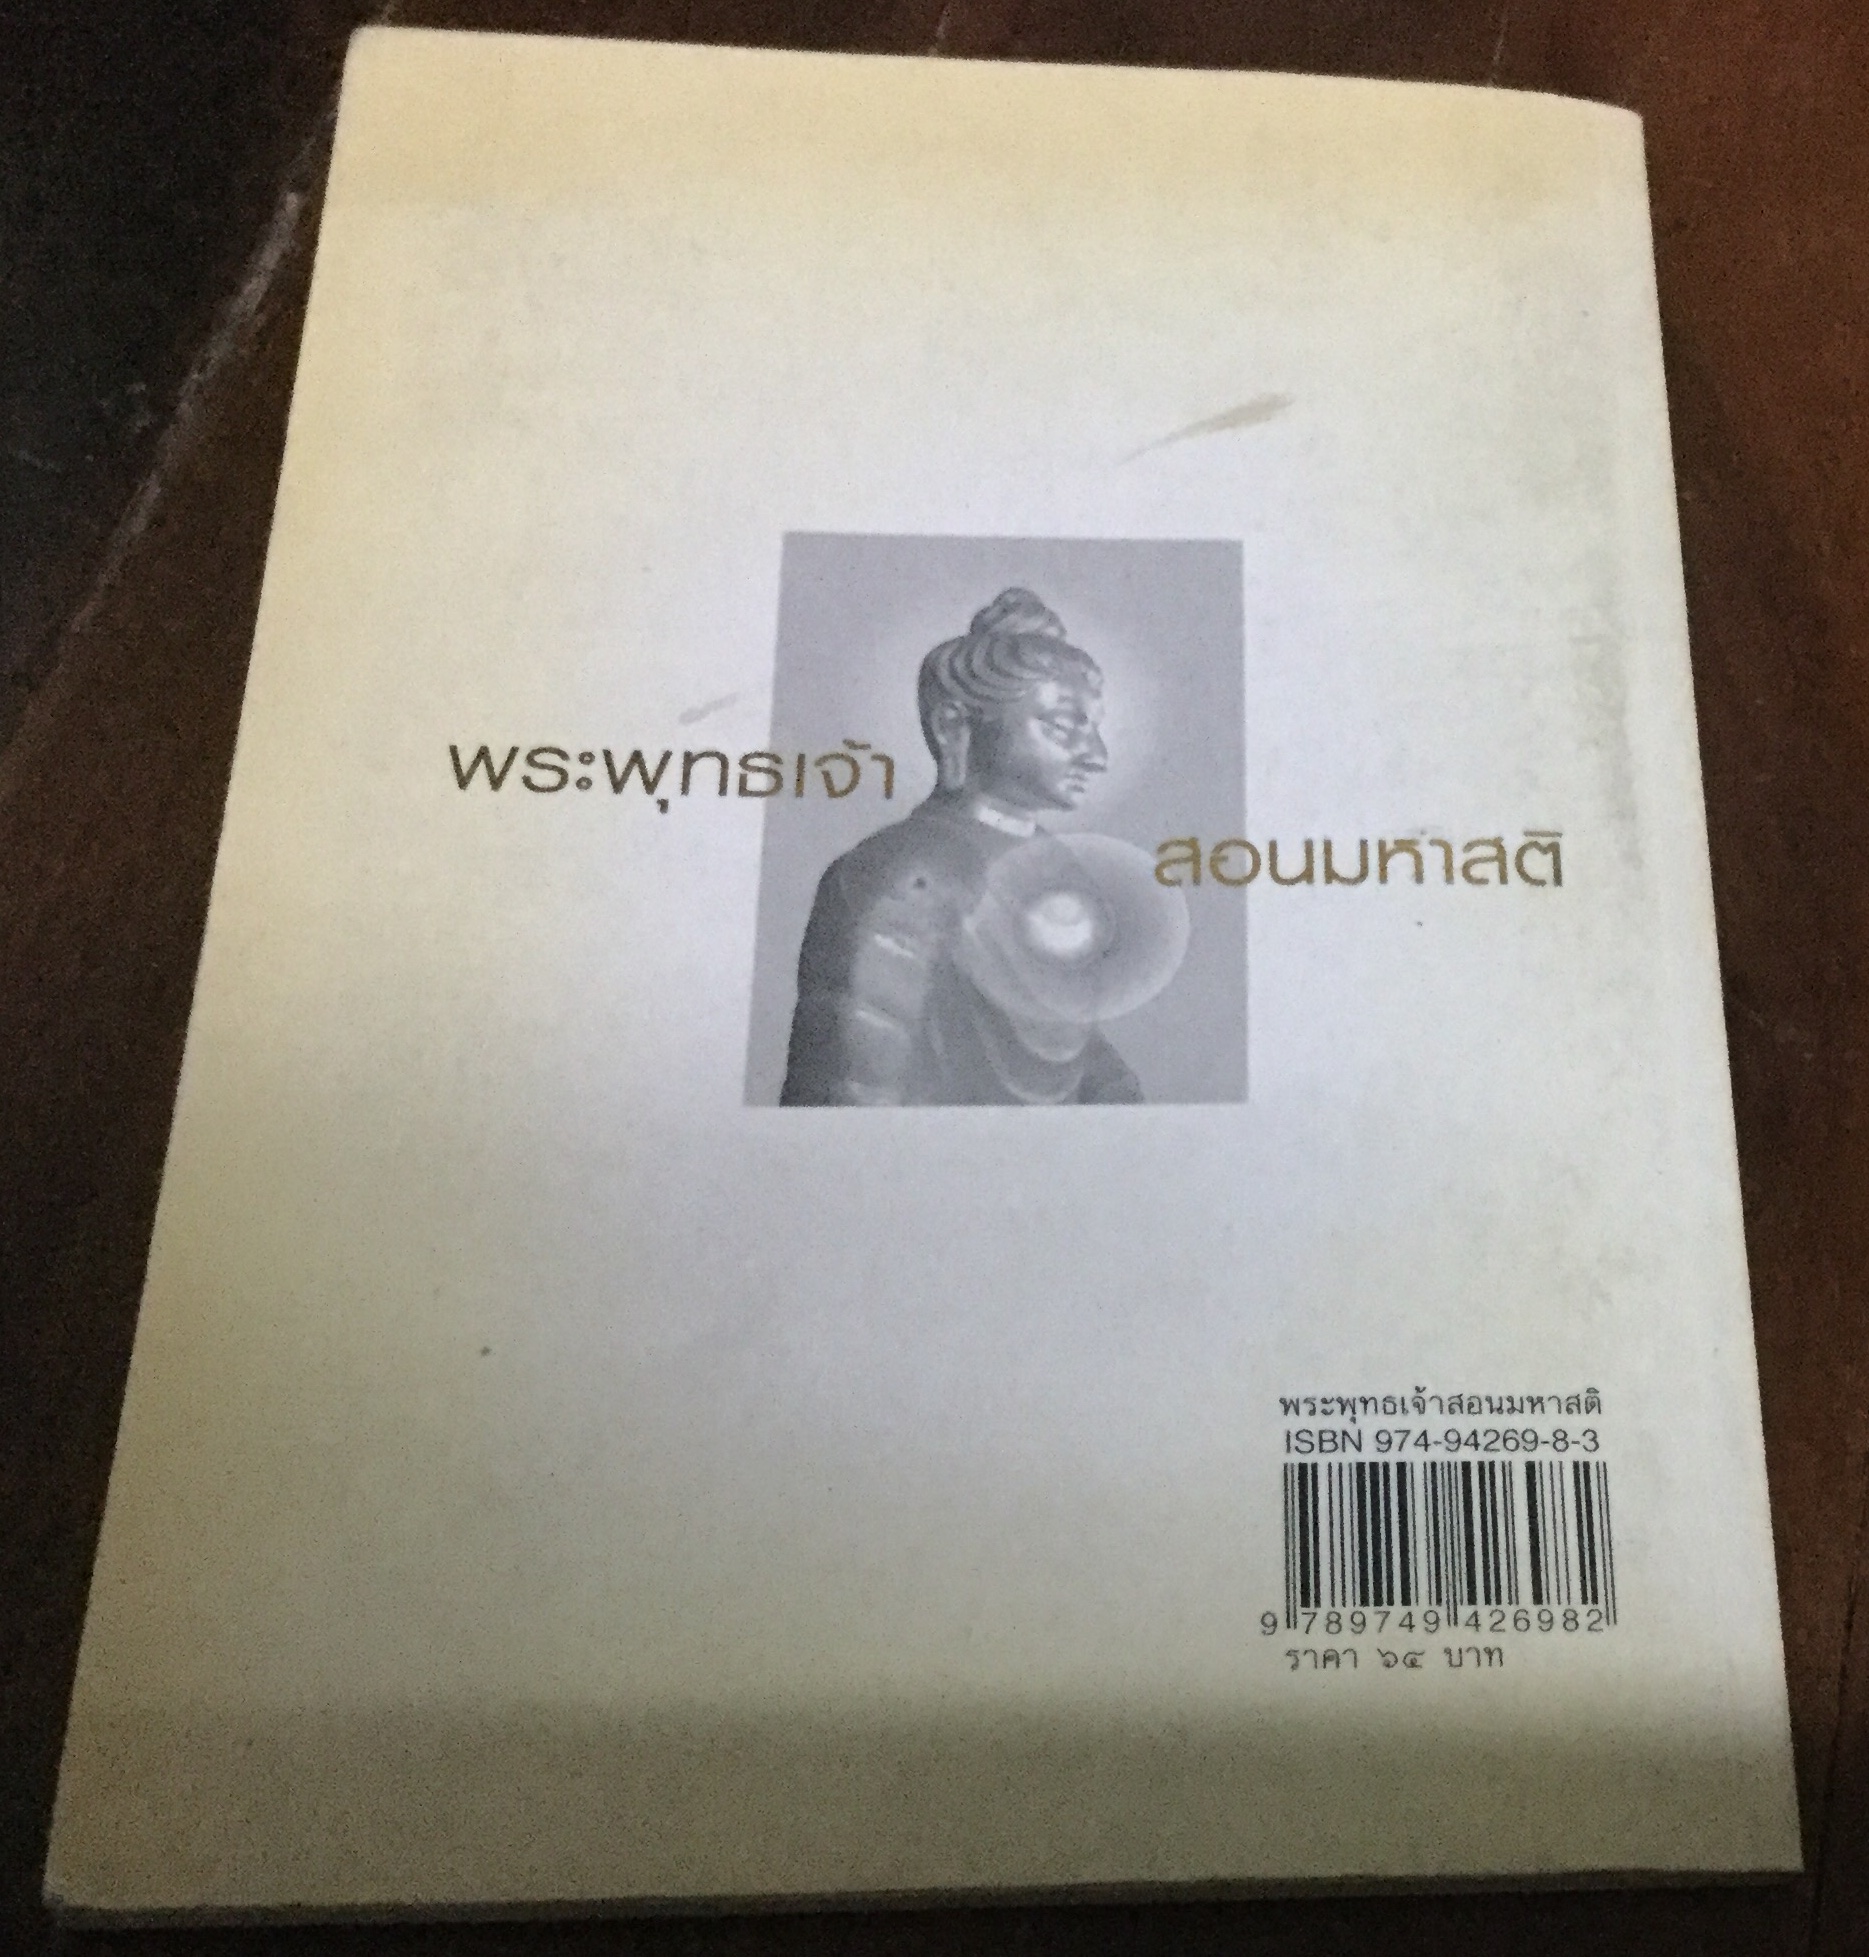 พระพุทธเจ้า
สอนมหาสติ
พระพุทธเจ้าสอนมหาสติ
ISBN 974-94269-8-3
9 789749 426982
ราคา ๖๕ บาท